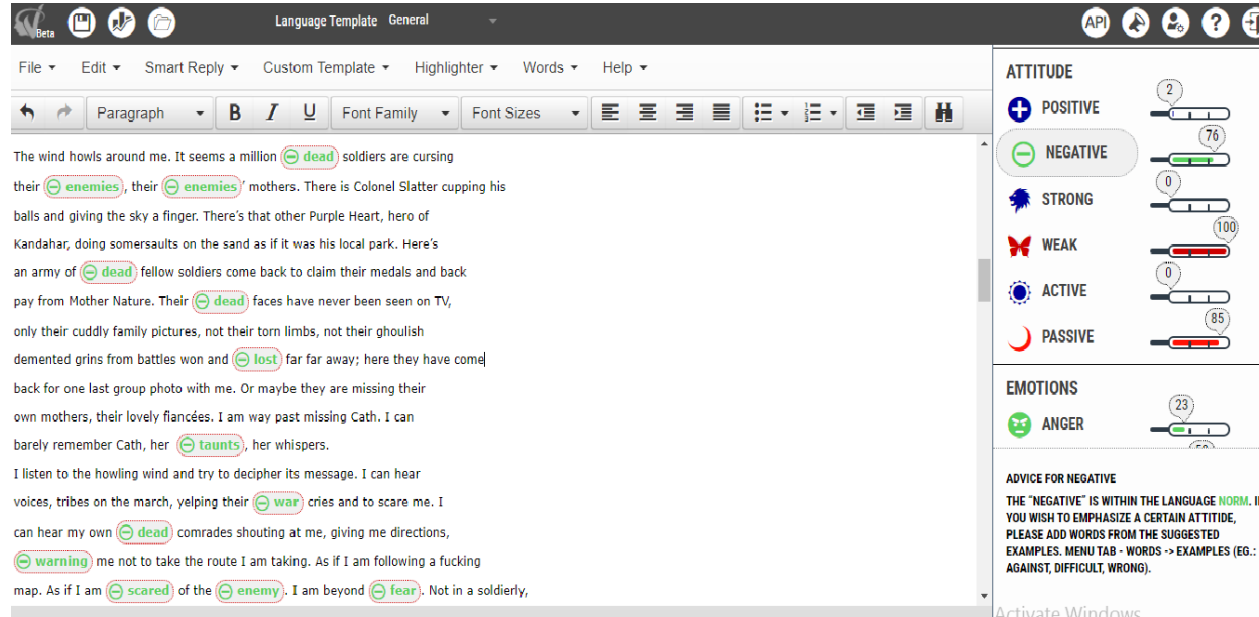 Beta
Language Template General
API
?
File Edit Smart Reply Custom Template Highlighter Words Help
Paragraph B I U Font Family Font Sizes
The wind howls around me. It seems a million dead soldiers are cursing
their enemies, their enemies' mothers. There is Colonel Slatter cupping his
balls and giving the sky a finger. There's that other Purple Heart, hero of
Kandahar, doing somersaults on the sand as if it was his local park. Here's
an army of dead fellow soldiers come back to claim their medals and back
pay from Mother Nature. Their dead faces have never been seen on TV,
only their cuddly family pictures, not their torn limbs, not their ghoulish
demented grins from battles won and lost far far away; here they have come
back for one last group photo with me. Or maybe they are missing their
own mothers, their lovely fiancées. I am way past missing Cath. I can
barely remember Cath, her taunts, her whispers.
I listen to the howling wind and try to decipher its message. I can hear
voices, tribes on the march, yelping their war cries and to scare me. I
can hear my own dead comrades shouting at me, giving me directions,
warning me not to take the route I am taking. As if I am following a fucking
map. As if I am scared of the enemy. I am beyond fear. Not in a soldierly,
ATTITUDE
POSITIVE 2
NEGATIVE 76
STRONG 0
WEAK 100
ACTIVE 0
PASSIVE 85
EMOTIONS
ANGER 23
ADVICE FOR NEGATIVE
THE "NEGATIVE" IS WITHIN THE LANGUAGE NORM. I
YOU WISH TO EMPHASIZE A CERTAIN ATTITIDE,
PLEASE ADD WORDS FROM THE SUGGESTED
EXAMPLES. MENU TAB - WORDS -> EXAMPLES (EG.:
AGAINST, DIFFICULT, WRONG).
Activate Windows